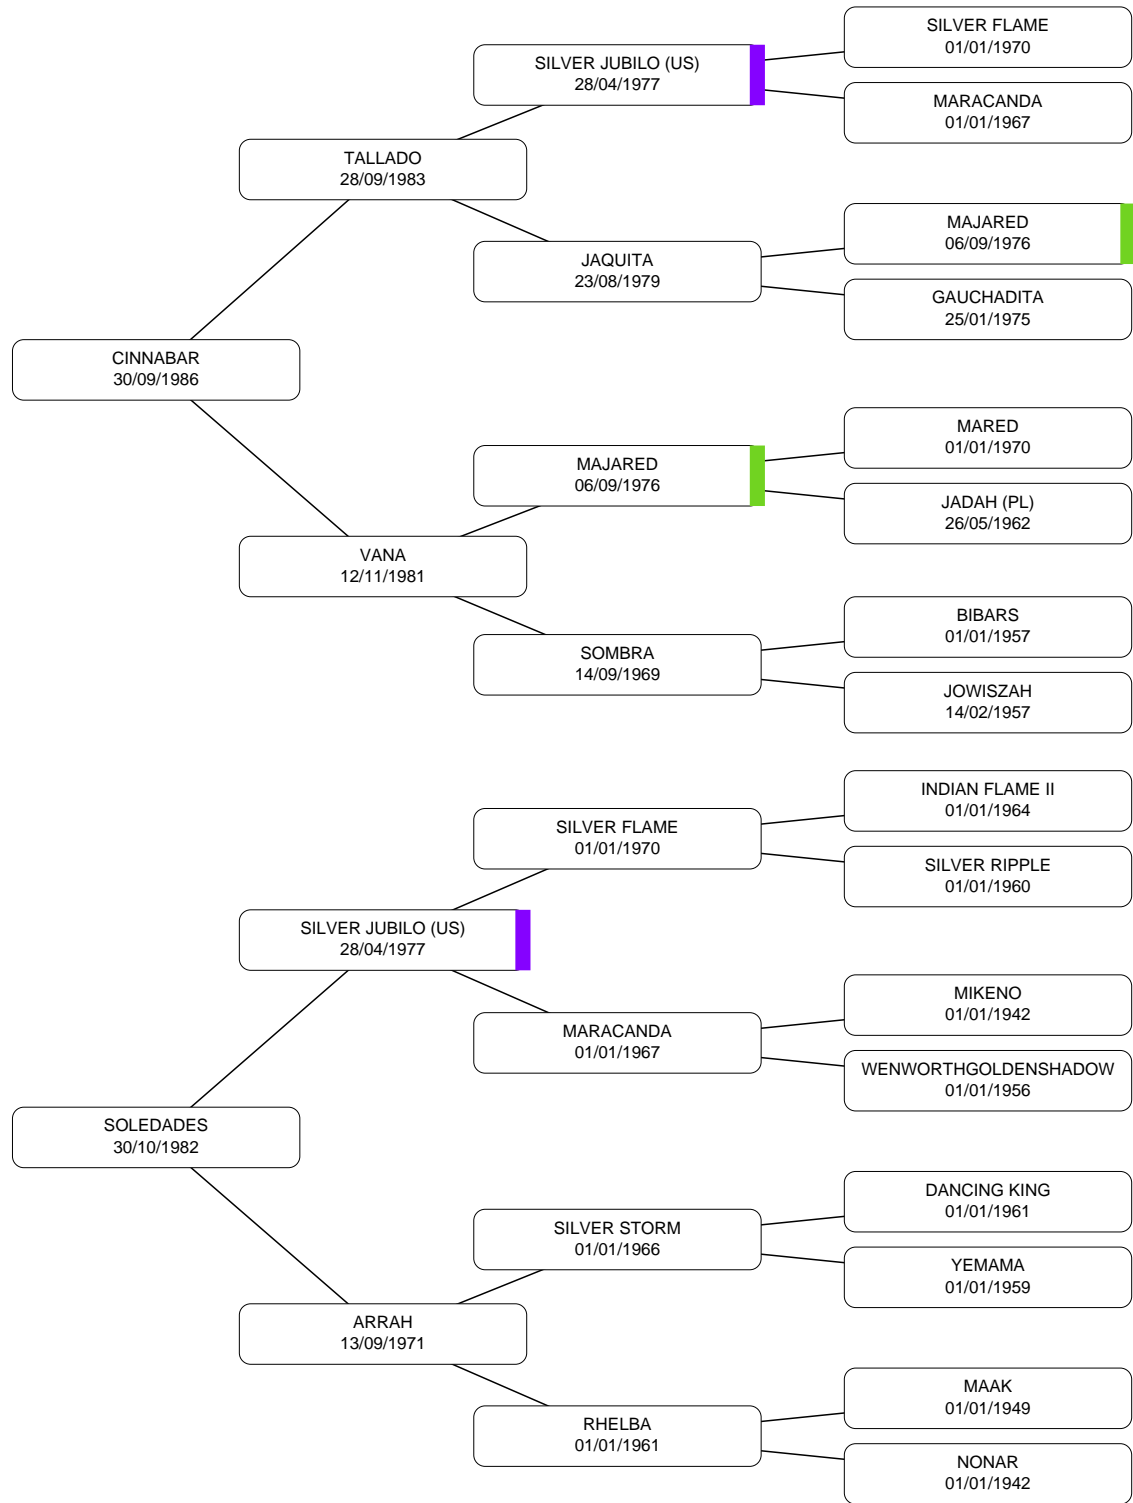 SILVER FLAME
01/01/1970
SILVER JUBILO (US)
28/04/1977
MARACANDA
01/01/1967
TALLADO
28/09/1983
MAJARED
06/09/1976
JAQUITA
23/08/1979
GAUCHADITA
25/01/1975
CINNABAR
30/09/1986
MARED
01/01/1970
MAJARED
06/09/1976
JADAH (PL)
26/05/1962
VANA
12/11/1981
BIBARS
01/01/1957
SOMBRA
14/09/1969
JOWISZAH
14/02/1957
INDIAN FLAME II
01/01/1964
SILVER FLAME
01/01/1970
SILVER RIPPLE
01/01/1960
SILVER JUBILO (US)
28/04/1977
MIKENO
01/01/1942
MARACANDA
01/01/1967
WENWORTHGOLDENSHADOW
01/01/1956
SOLEDADES
30/10/1982
DANCING KING
01/01/1961
SILVER STORM
01/01/1966
YEMAMA
01/01/1959
ARRAH
13/09/1971
MAAK
01/01/1949
RHELBA
01/01/1961
NONAR
01/01/1942